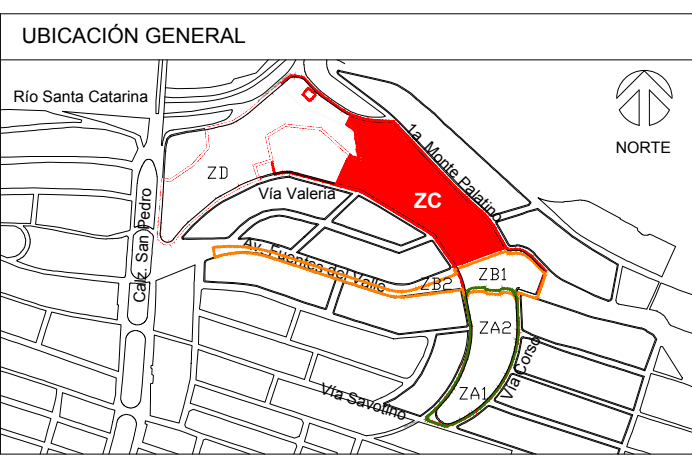 UBICACIÓN GENERAL
Río Santa Catarina
NORTE
1a. Monte Palatino
ZD
Vía Valeria
ZC
Calz. San Pedro
Av. Fuentes del Valle
ZB2
ZB1
ZA2
Vía Corso
ZA1
Vía Savotino